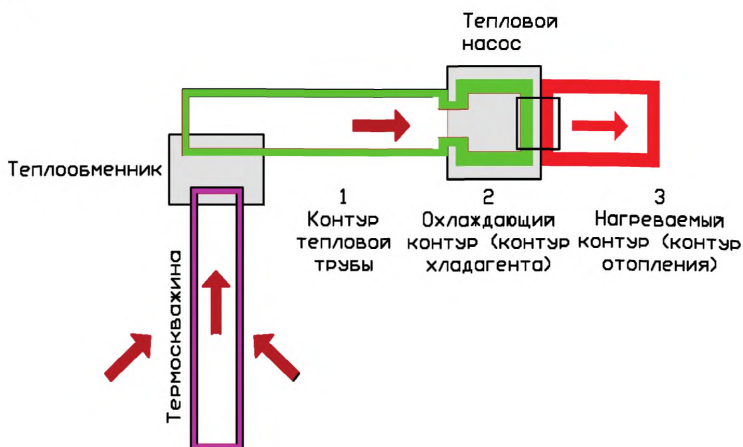 Тепловой
насос
Теплообменник
1
Контур
тепловой
трубы
2
Охлаждающий
контур (контур
хладагента)
3
Нагреваемый
контур (контур
отопления)
Термоскважина